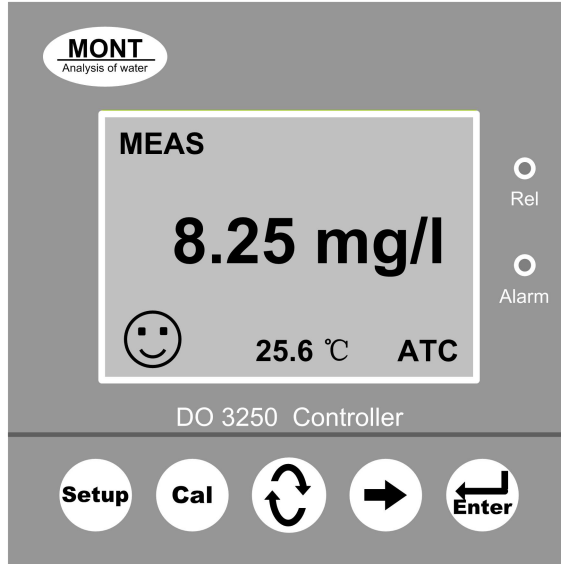 MONT
Analysis of water
MEAS
Rel
8.25 mg/l
Alarm
25.6 ℃ ATC
DO 3250 Controller
Setup Cal Enter